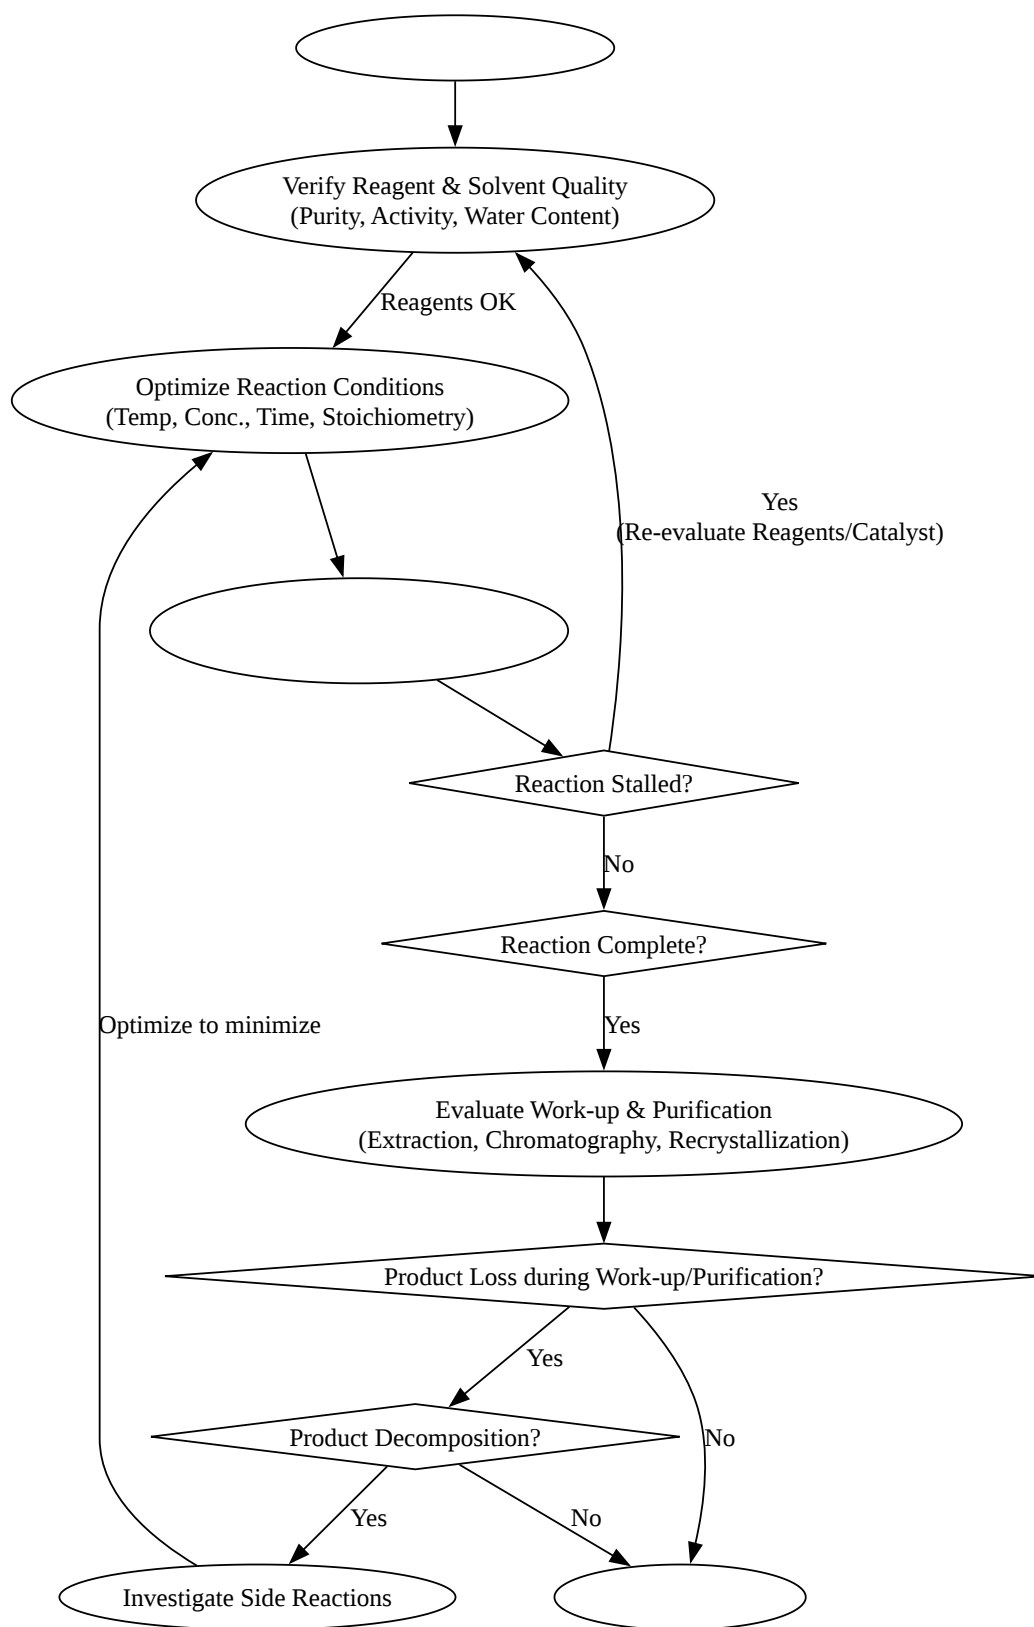 Verify Reagent & Solvent Quality
(Purity, Activity, Water Content)
Reagents OK
Optimize Reaction Conditions
(Temp, Conc., Time, Stoichiometry)
Yes
(Re-evaluate Reagents/Catalyst)
Reaction Stalled?
No
Reaction Complete?
Optimize to minimize
Yes
Evaluate Work-up & Purification
(Extraction, Chromatography, Recrystallization)
Product Loss during Work-up/Purification?
Yes
Product Decomposition?
No
Yes
No
Investigate Side Reactions